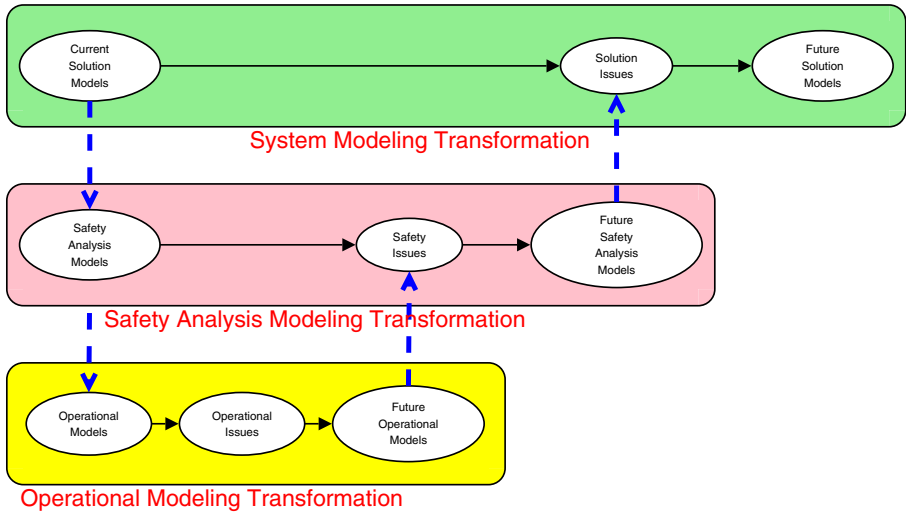 Current
Solution
Models
Solution
Issues
Future
Solution
Models
System Modeling Transformation
Safety
Analysis
Models
Safety
Issues
Future
Safety
Analysis
Models
Safety Analysis Modeling Transformation
Operational
Models
Operational
Issues
Future
Operational
Models
Operational Modeling Transformation